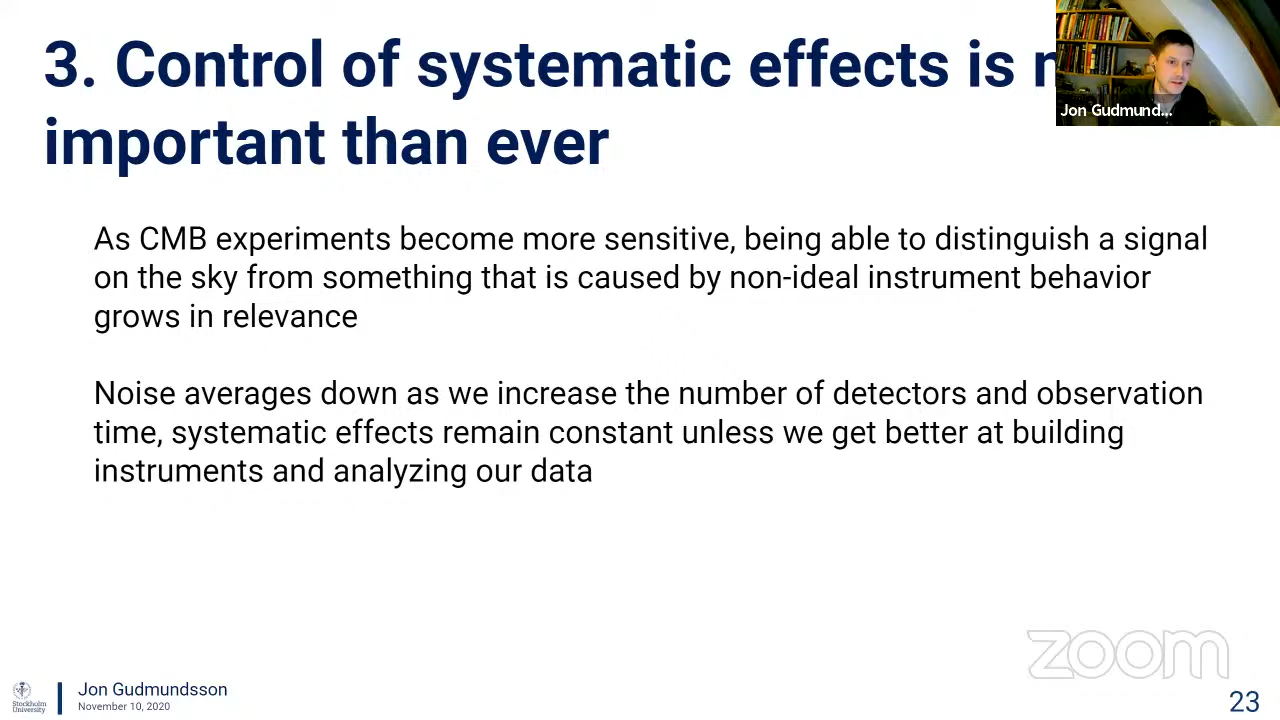 3. Control of systematic effects is
important than ever
Jon Gudmund...
As CMB experiments become more sensitive, being able to distinguish a signal
on the sky from something that is caused by non-ideal instrument behavior
grows in relevance
Noise averages down as we increase the number of detectors and observation
time, systematic effects remain constant unless we get better at building
instruments and analyzing our data
zoom
Stockholm
University
Jon Gudmundsson
November 10, 2020
23